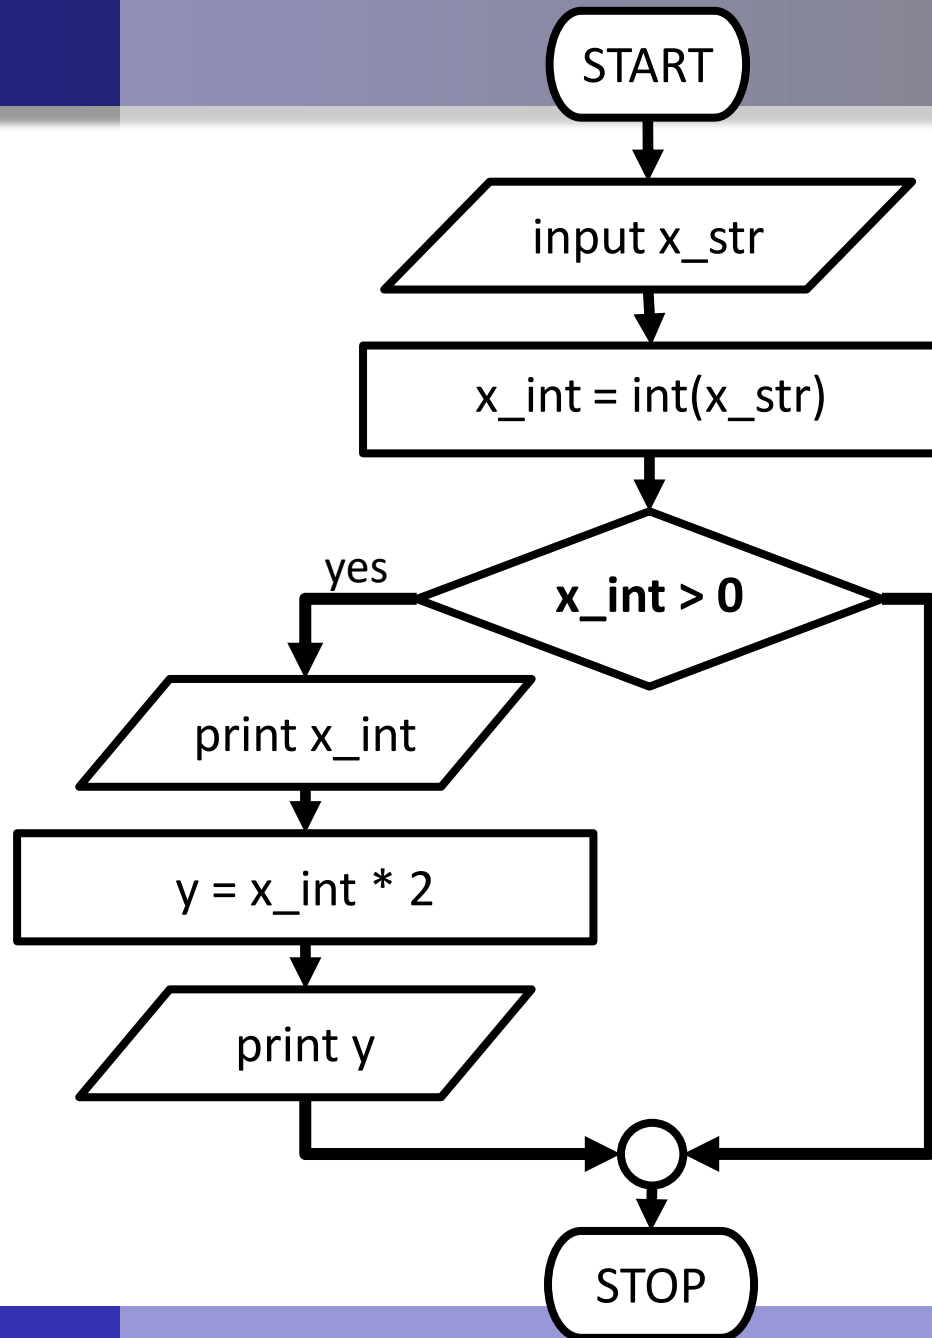 START
input x_str
x_int = int(x_str)
yes
x_int > 0
print x_int
y = x_int * 2
print y
STOP